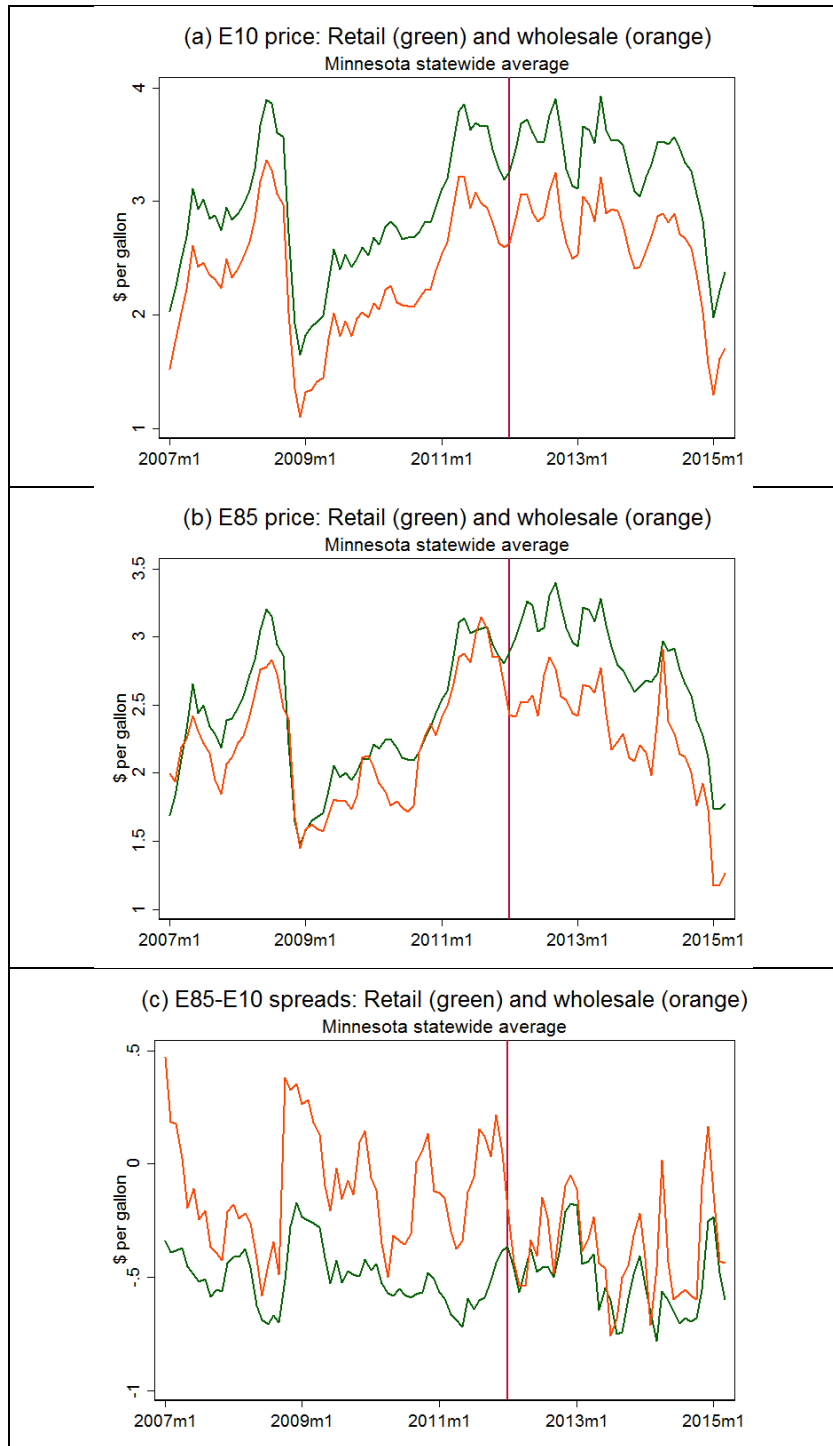 (a) E10 price: Retail (green) and wholesale (orange)
Minnesota statewide average
$ per gallon
4
3
2
1
2007m1 2009m1 2011m1 2013m1 2015m1
(b) E85 price: Retail (green) and wholesale (orange)
Minnesota statewide average
$ per gallon
3.5
3
2.5
2
1.5
1
2007m1 2009m1 2011m1 2013m1 2015m1
(c) E85-E10 spreads: Retail (green) and wholesale (orange)
Minnesota statewide average
$ per gallon
.5
0
-.5
-1
2007m1 2009m1 2011m1 2013m1 2015m1